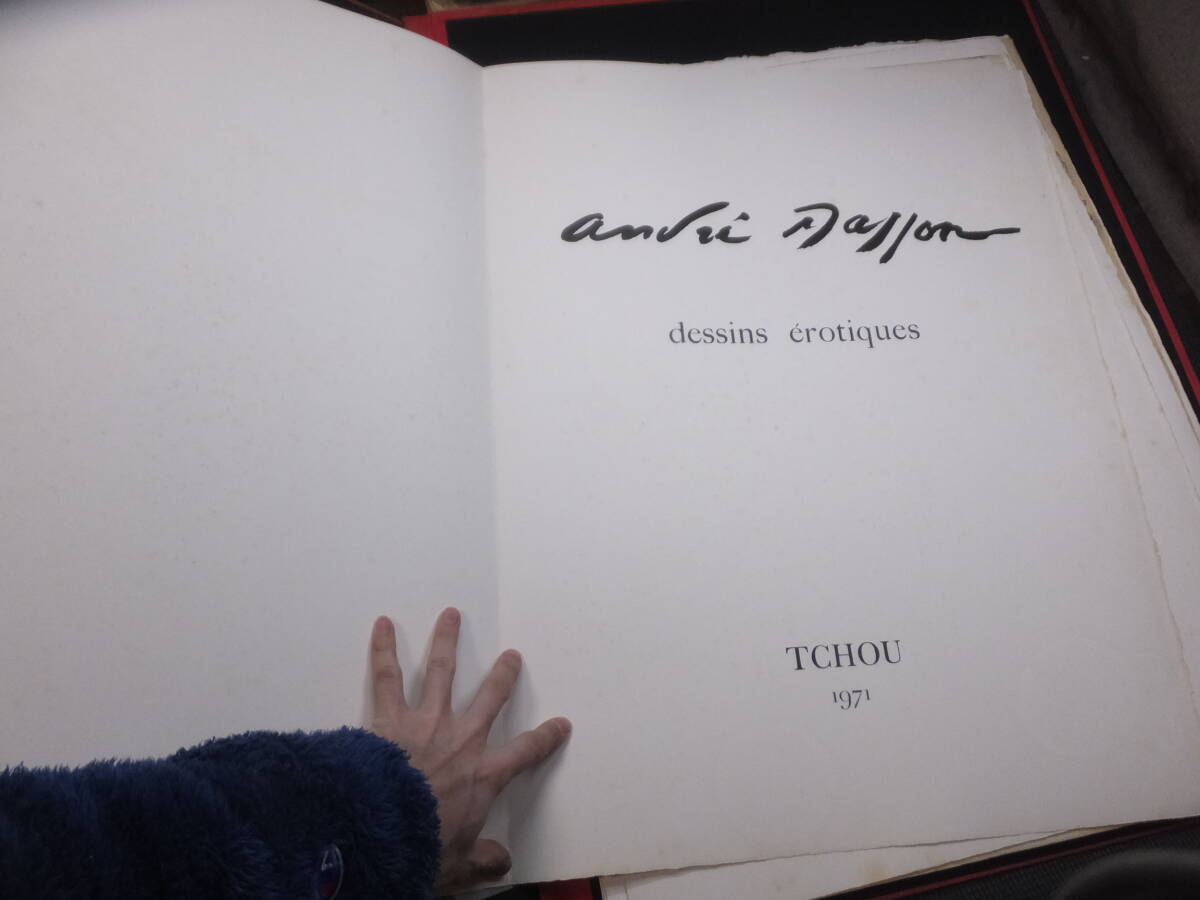 andré Masson
dessins érotiques
TCHOU
1971